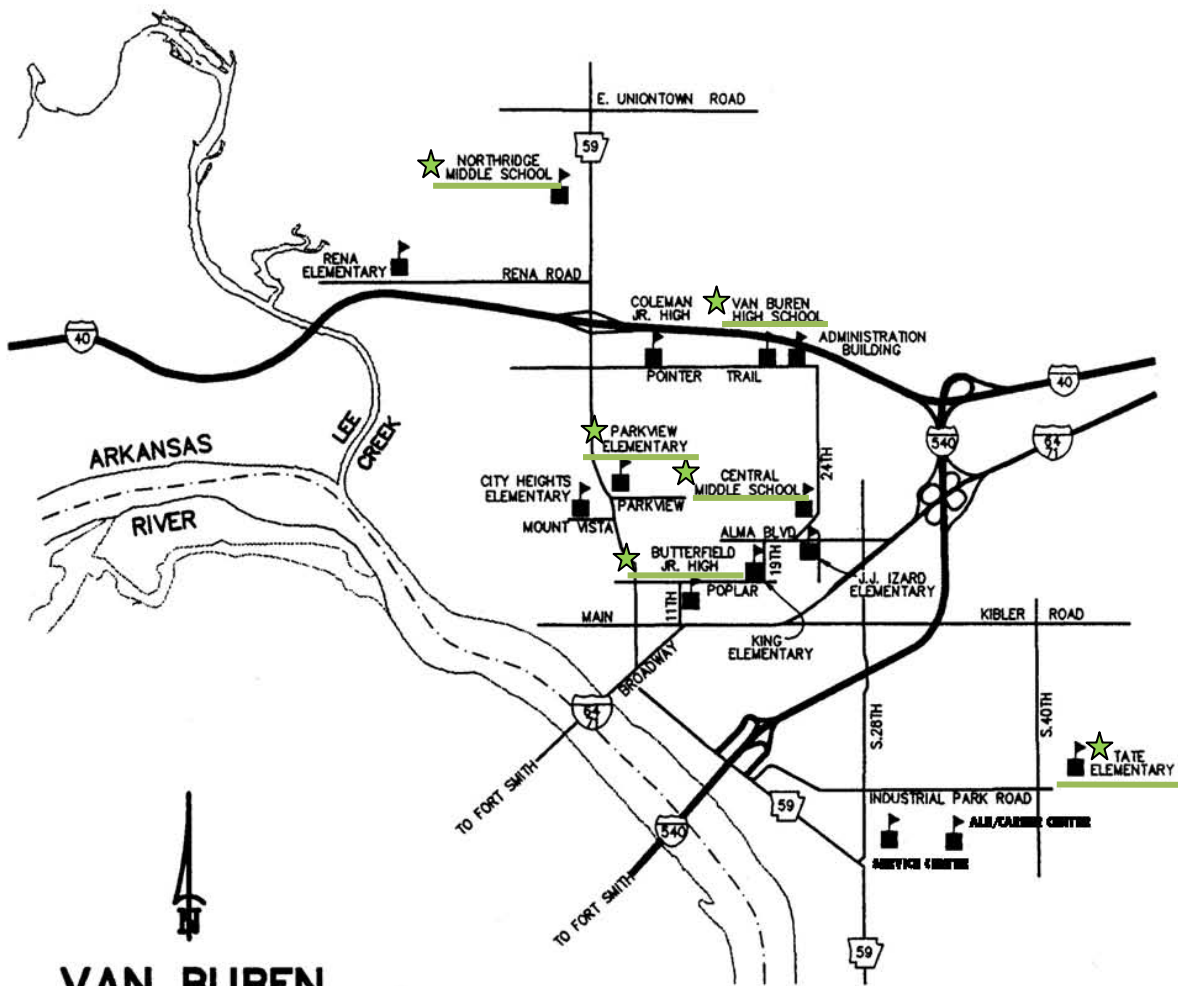 E. UNIONTOWN ROAD
59
NORTHRIDGE
MIDDLE SCHOOL
RENA
ELEMENTARY
RENA ROAD
COLEMAN
JR. HIGH
VAN BUREN
HIGH SCHOOL
ADMINISTRATION
BUILDING
40
POINTER TRAIL
40
540
64
71
LEE
CREEK
ARKANSAS
RIVER
PARKVIEW
ELEMENTARY
CITY HEIGHTS
ELEMENTARY
PARKVIEW
MOUNT VISTA
CENTRAL
MIDDLE SCHOOL
24TH
ALMA BLVD
BUTTERFIELD
JR. HIGH
19TH
J.J. IZARD
ELEMENTARY
POPLAR
11TH
MAIN
KIBLER ROAD
KING
ELEMENTARY
BROADWAY
64
71
S.28TH
S.40TH
TATE
ELEMENTARY
TO FORT SMITH
INDUSTRIAL PARK ROAD
59
540
ALE/CAREER CENTER
SERVICE CENTER
TO FORT SMITH
59
N
VAN BUREN